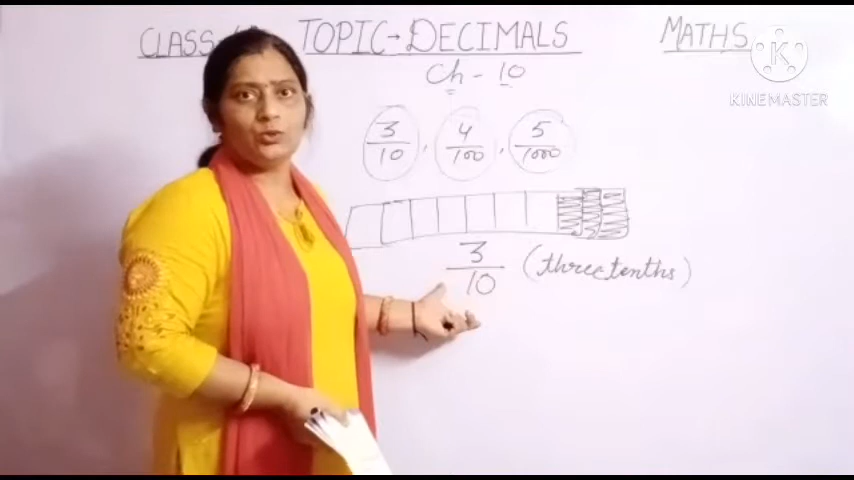 CLASS
TOPIC → DECIMALS
MATHS
Ch - 10
3/10, 4/100, 5/1000
3/10 (three tenths)
K
KINEMASTER